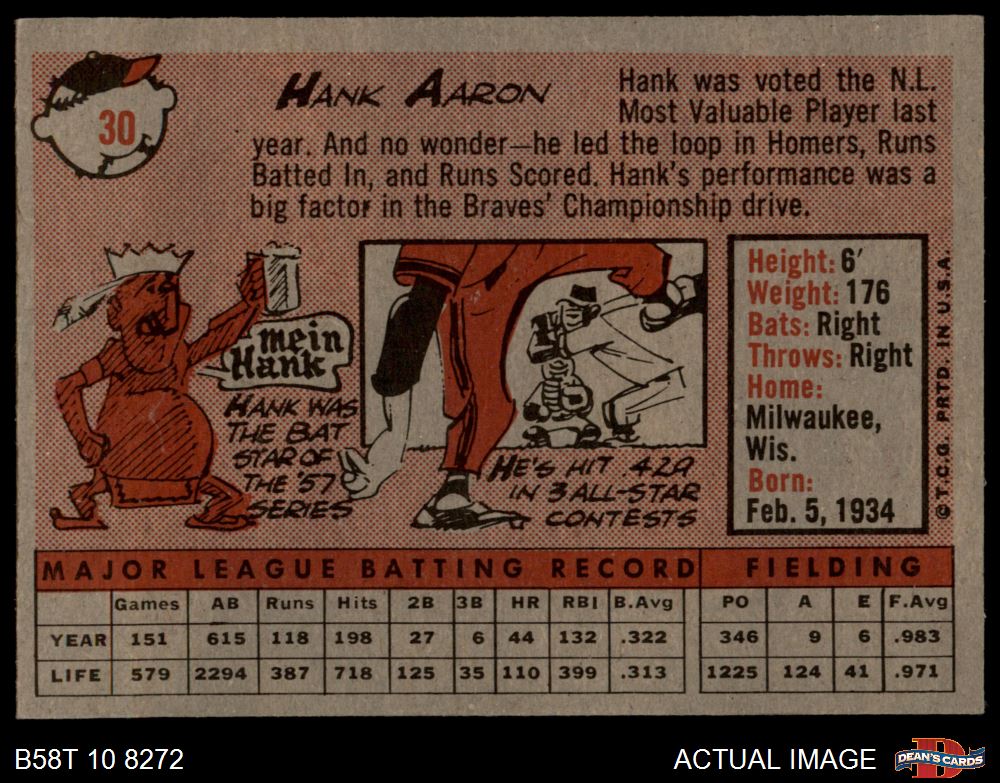 30
HANK AARON
Hank was voted the N.L.
Most Valuable Player last
year. And no wonder—he led the loop in Homers, Runs
Batted In, and Runs Scored. Hank's performance was a
big factor in the Braves' Championship drive.
mein
Hank
HANK WAS
THE BAT
STAR OF
THE '57
SERIES
HE'S HIT .429
IN 3 ALL-STAR
CONTESTS
Height: 6'
Weight: 176
Bats: Right
Throws: Right
Home:
Milwaukee,
Wis.
Born:
Feb. 5, 1934
© T.C.G. PRTD. IN U.S.A.
MAJOR LEAGUE BATTING RECORD FIELDING
Games AB Runs Hits 2B 3B HR RBI B.Avg PO A E F.Avg
YEAR 151 615 118 198 27 6 44 132 .322 346 9 6 .983
LIFE 579 2294 387 718 125 35 110 399 .313 1225 124 41 .971
B58T 10 8272
ACTUAL IMAGE
D
DEAN'S CARDS